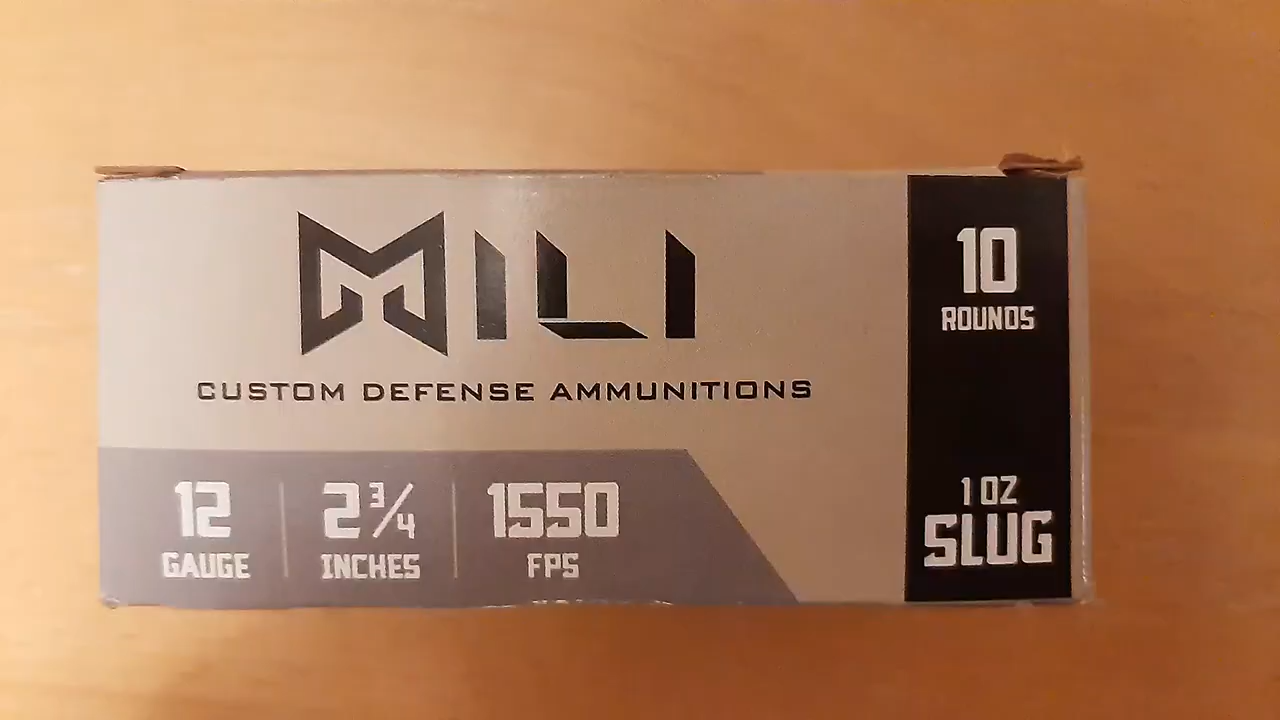 MILI
CUSTOM DEFENSE AMMUNITIONS
12
GAUGE
2 3/4
INCHES
1550
FPS
10
ROUNDS
1 OZ
SLUG